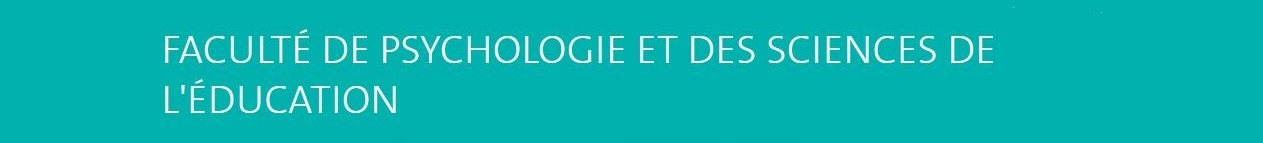 FACULTÉ DE PSYCHOLOGIE ET DES SCIENCES DE
L'ÉDUCATION